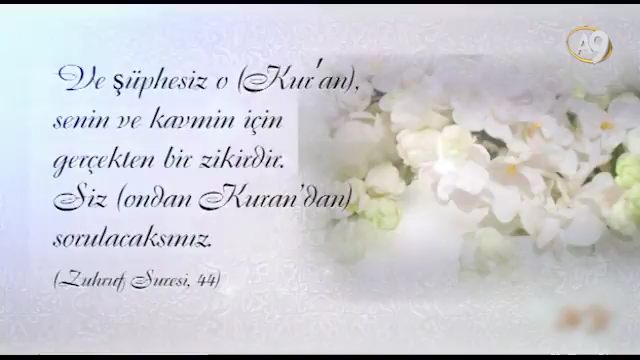 A9
Ve şüphesiz o (Kur'an),
senin ve kavmin için
gerçekten bir zikirdir.
Siz (ondan Kuran'dan)
sorulacaksınız.
(Zuhruf Suresi, 44)